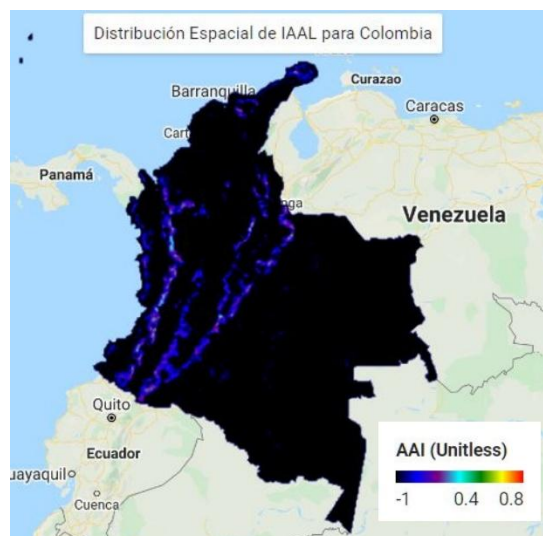 Distribución Espacial de IAAL para Colombia
Curazao
Barranquilla
Caracas
Cart
Panamá
nga
Venezuela
Quito
Ecuador
uayaquil
Cuenca
AAI (Unitless)
-1 0.4 0.8